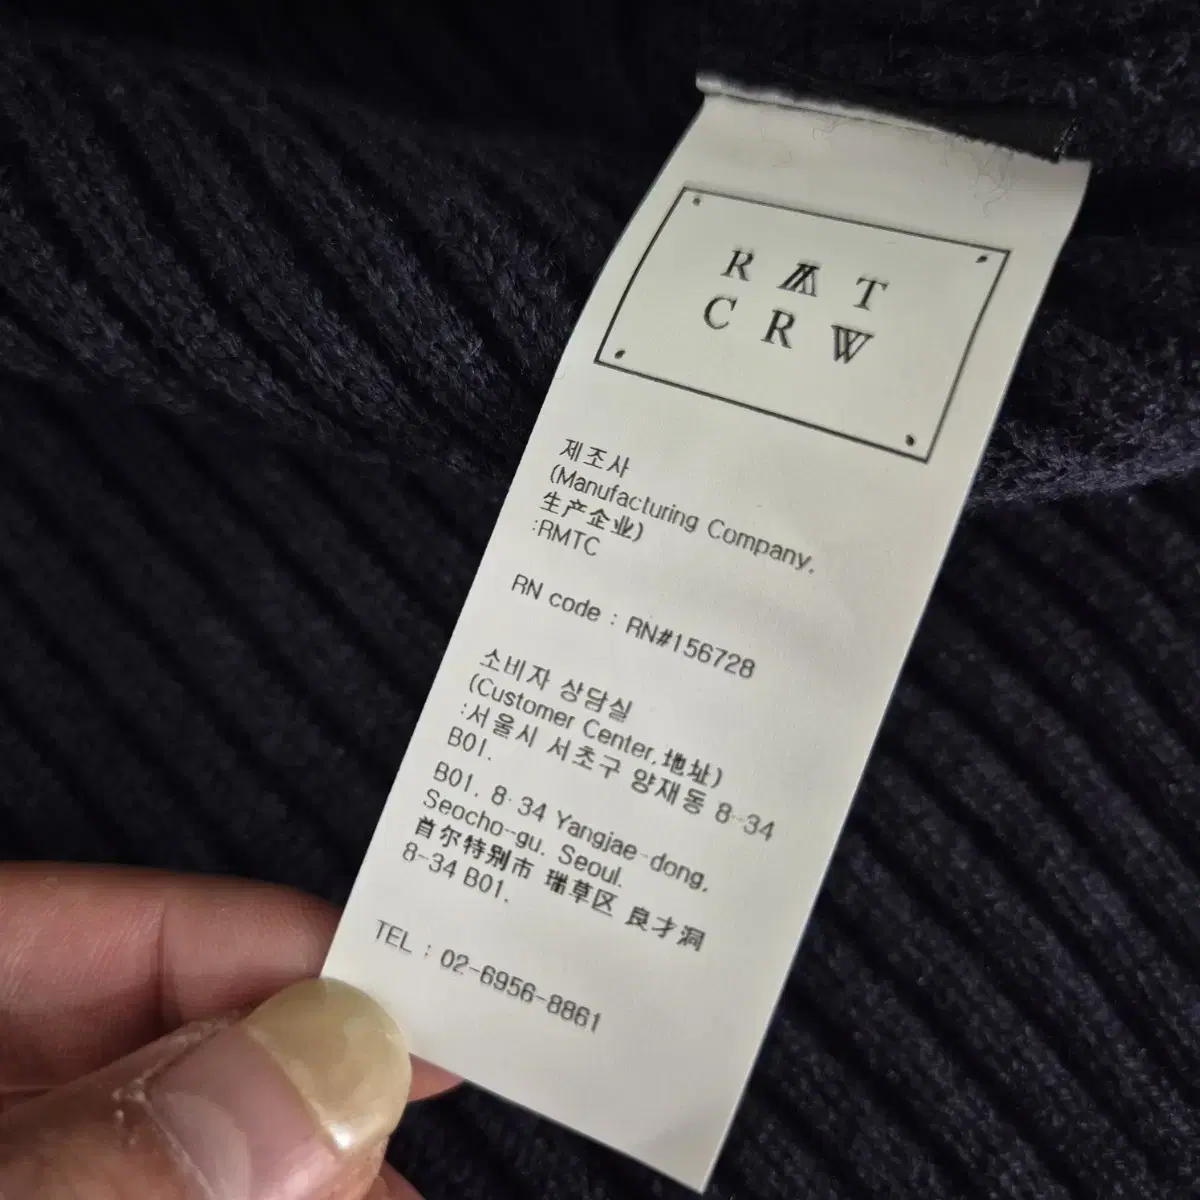 R A T
C R W
제조사
(Manufacturing Company,
生产企业)
:RMTC
RN code : RN#156728
소비자 상담실
(Customer Center,地址)
:서울시 서초구 양재동 8-34
B01.
B01, 8-34 Yangjae-dong,
Seocho-gu, Seoul.
首尔特别市 瑞草区 良才洞
8-34 B01.
TEL : 02-6956-8861